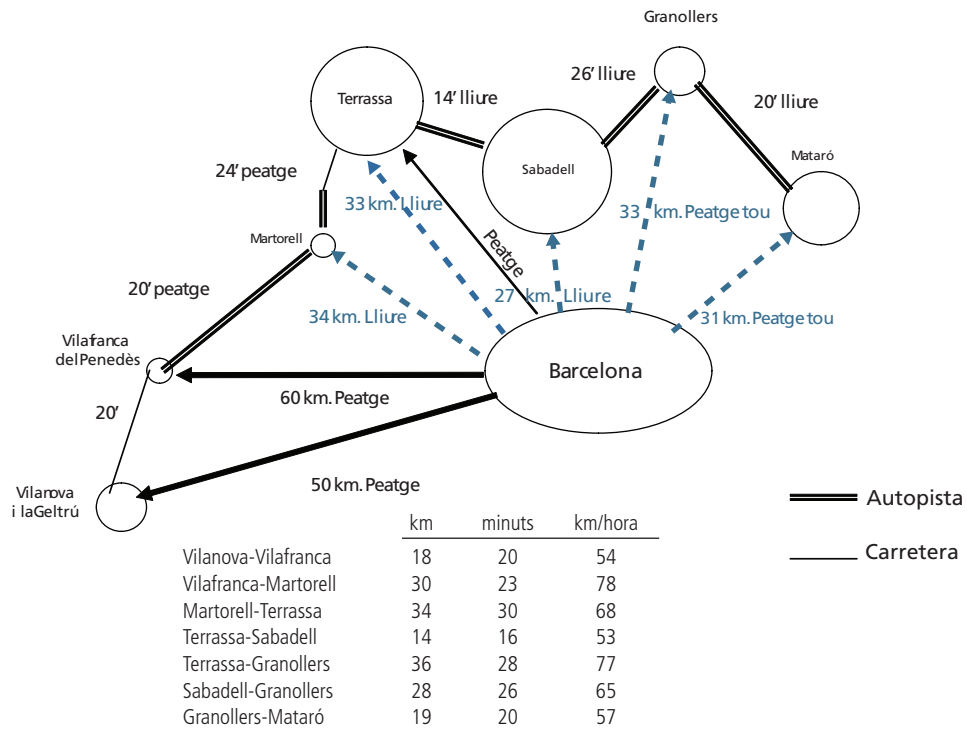 Granollers
26’ lliure
14’ lliure
20’ lliure
Terrassa
Sabadell
Mataró
24’ peatge
33 km. Lliure
33 km. Peatge tou
Martorell
Peatge
20’ peatge
27 km. Lliure
34 km. Lliure
31 km. Peatge tou
Vilafranca
del Penedès
Barcelona
60 km. Peatge
20’
50 km. Peatge
Vilanova
i la Geltrú
Autopista
Carretera
km minuts km/hora
Vilanova-Vilafranca 18 20 54
Vilafranca-Martorell 30 23 78
Martorell-Terrassa 34 30 68
Terrassa-Sabadell 14 16 53
Terrassa-Granollers 36 28 77
Sabadell-Granollers 28 26 65
Granollers-Mataró 19 20 57